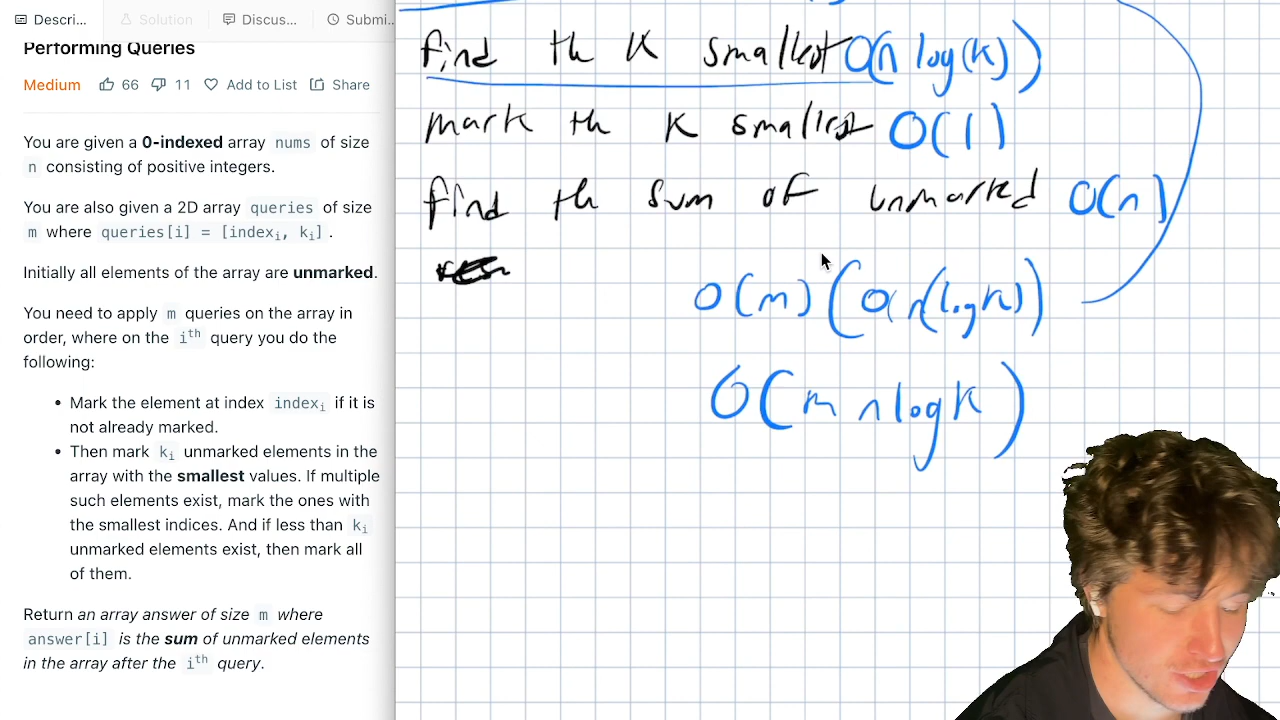 Descri...
Solution
Discus...
Submi...
Performing Queries
Medium 66 11 Add to List Share
You are given a 0-indexed array nums of size
n consisting of positive integers.
You are also given a 2D array queries of size
m where queries[i] = [indexi, ki].
Initially all elements of the array are unmarked.
You need to apply m queries on the array in
order, where on the ith query you do the
following:
• Mark the element at index indexi if it is
not already marked.
• Then mark ki unmarked elements in the
array with the smallest values. If multiple
such elements exist, mark the ones with
the smallest indices. And if less than ki
unmarked elements exist, then mark all
of them.
Return an array answer of size m where
answer[i] is the sum of unmarked elements
in the array after the ith query.
find th K smallest O(n log(k))
mark th K smallest O(1)
find th sum of unmarked O(n)
O(m) (O(n(logk))
O(m n logk)